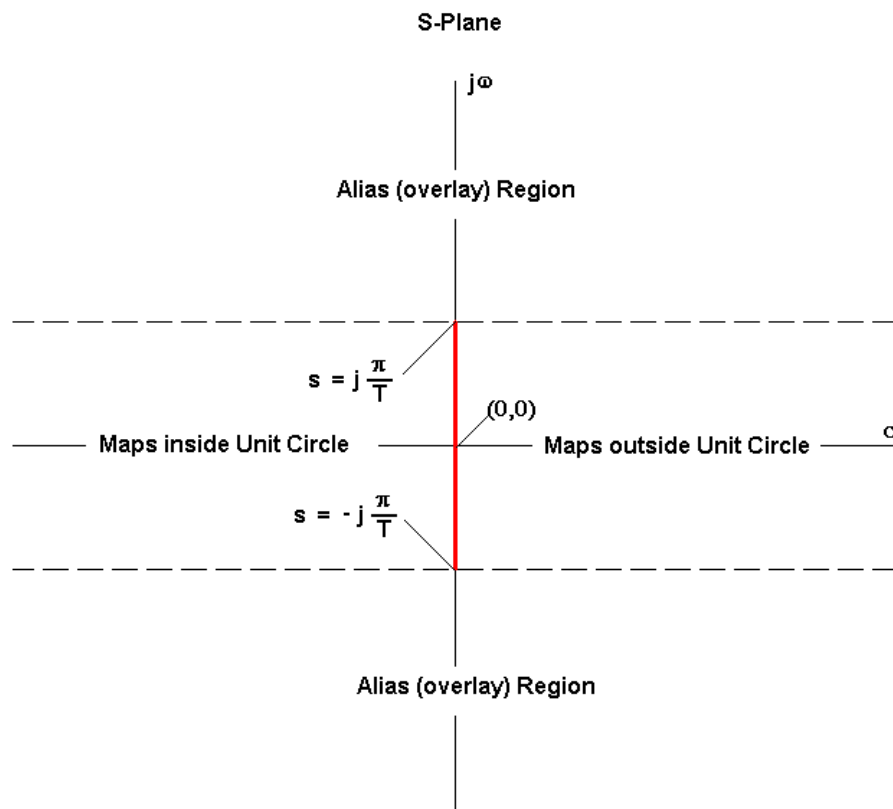 S-Plane
jω
Alias (overlay) Region
s = j π/T
(0,0)
Maps inside Unit Circle
Maps outside Unit Circle
s = - j π/T
Alias (overlay) Region